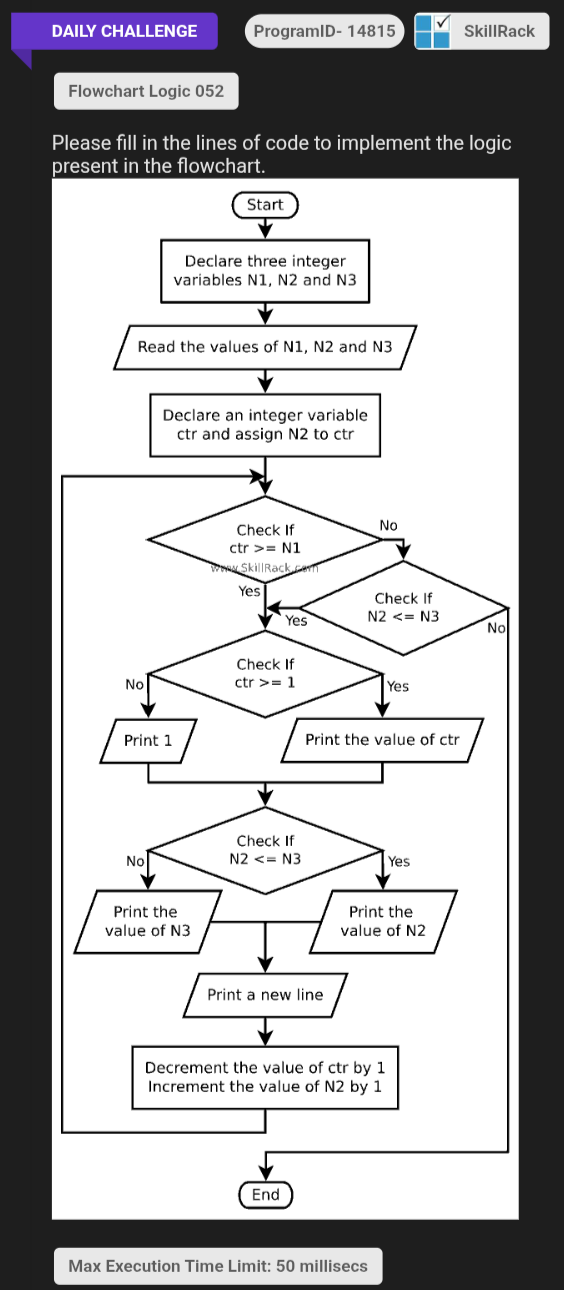 DAILY CHALLENGE
ProgramID- 14815
SkillRack
Flowchart Logic 052
Please fill in the lines of code to implement the logic
present in the flowchart.
Start
Declare three integer
variables N1, N2 and N3
Read the values of N1, N2 and N3
Declare an integer variable
ctr and assign N2 to ctr
Check If
ctr >= N1
No
www.SkillRack.com
Yes
Check If
N2 <= N3
Yes
No
Check If
ctr >= 1
No
Yes
Print 1
Print the value of ctr
Check If
N2 <= N3
No
Yes
Print the
value of N3
Print the
value of N2
Print a new line
Decrement the value of ctr by 1
Increment the value of N2 by 1
End
Max Execution Time Limit: 50 millisecs